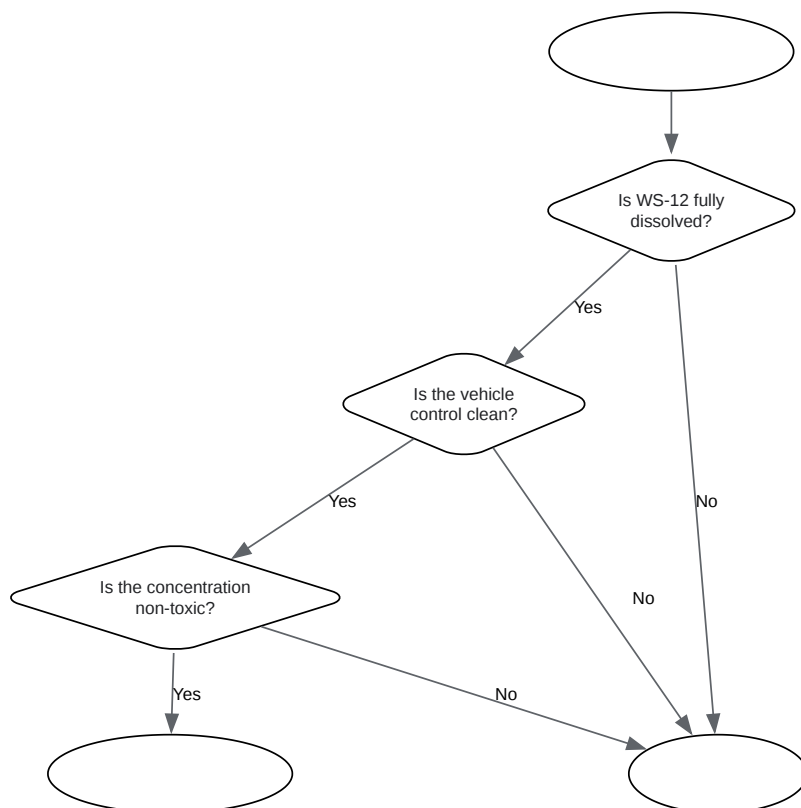 Is WS-12 fully
dissolved?
Yes
Is the vehicle
control clean?
Yes
No
Is the concentration
non-toxic?
No
Yes
No